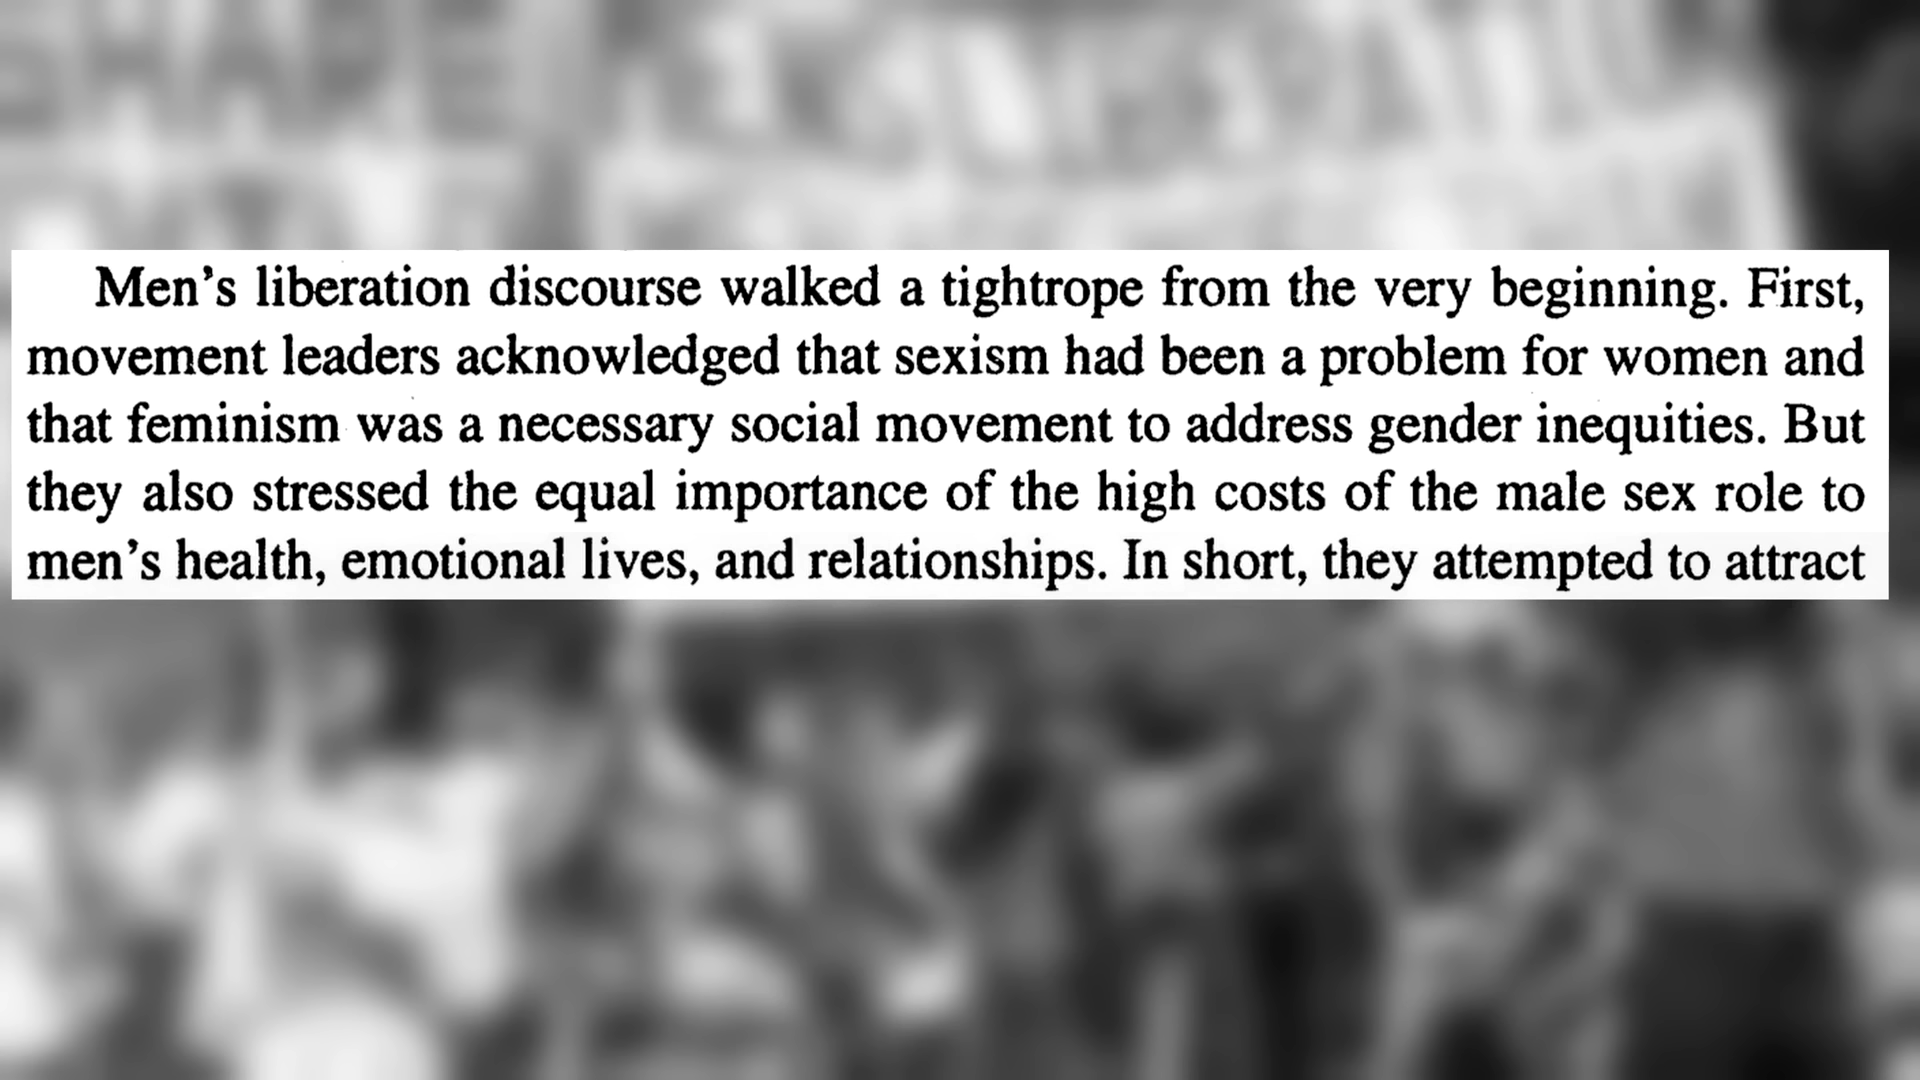 Men’s liberation discourse walked a tightrope from the very beginning. First,
movement leaders acknowledged that sexism had been a problem for women and
that feminism was a necessary social movement to address gender inequities. But
they also stressed the equal importance of the high costs of the male sex role to
men’s health, emotional lives, and relationships. In short, they attempted to attract